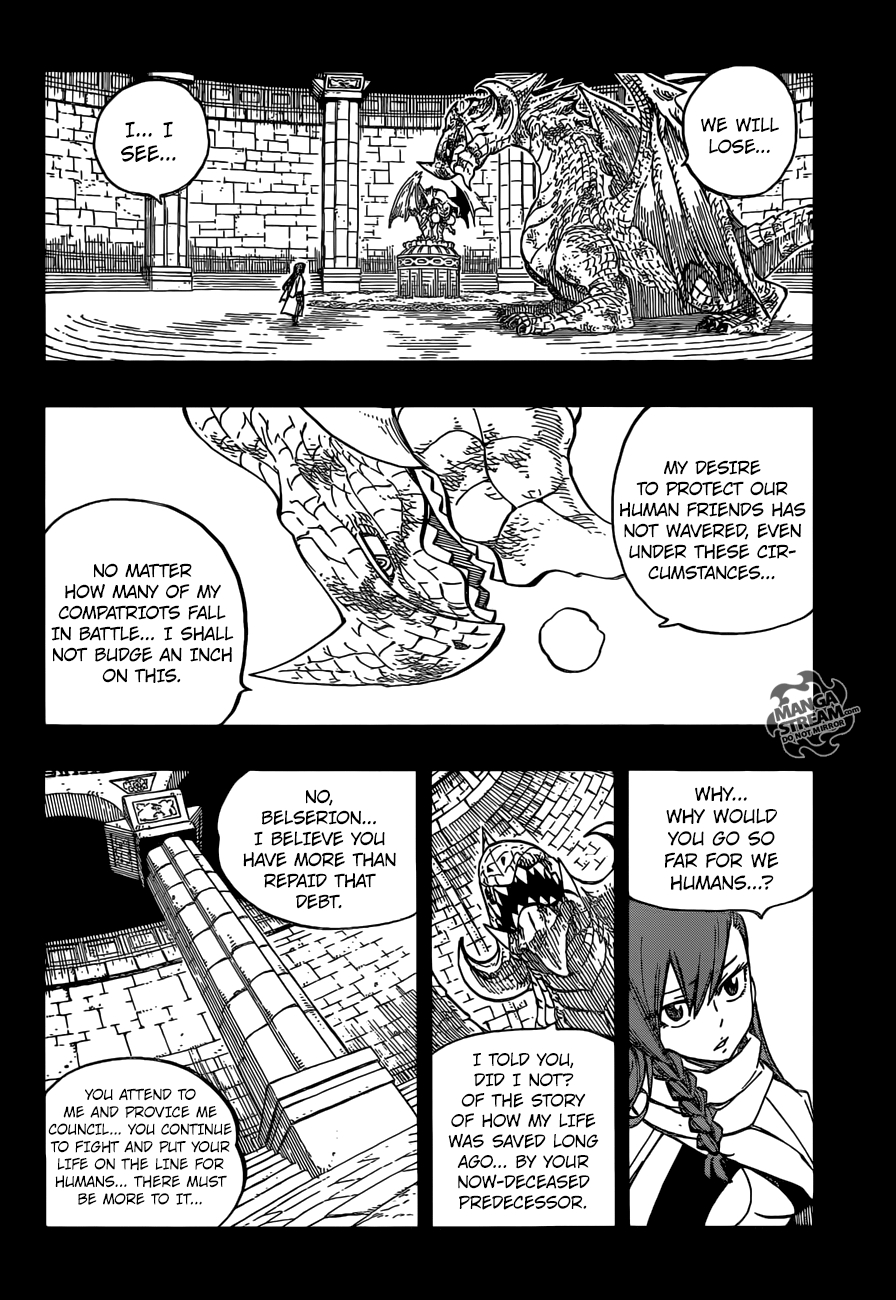 WE WILL
LOSE...
I... I
SEE...
MY DESIRE
TO PROTECT OUR
HUMAN FRIENDS HAS
NOT WAVERED, EVEN
UNDER THESE CIR-
CUMSTANCES...
NO MATTER
HOW MANY OF MY
COMPATRIOTS FALL
IN BATTLE... I SHALL
NOT BUDGE AN INCH
ON THIS.
MANGA
STREAM.com
DO NOT MIRROR
WHY...
WHY WOULD
YOU GO SO
FAR FOR WE
HUMANS...?
I TOLD YOU,
DID I NOT?
OF THE STORY
OF HOW MY LIFE
WAS SAVED LONG
AGO... BY YOUR
NOW-DECEASED
PREDECESSOR.
NO,
BELSERION...
I BELIEVE YOU
HAVE MORE THAN
REPAID THAT
DEBT.
YOU ATTEND TO
ME AND PROVICE ME
COUNCIL... YOU CONTINUE
TO FIGHT AND PUT YOUR
LIFE ON THE LINE FOR
HUMANS... THERE MUST
BE MORE TO IT...